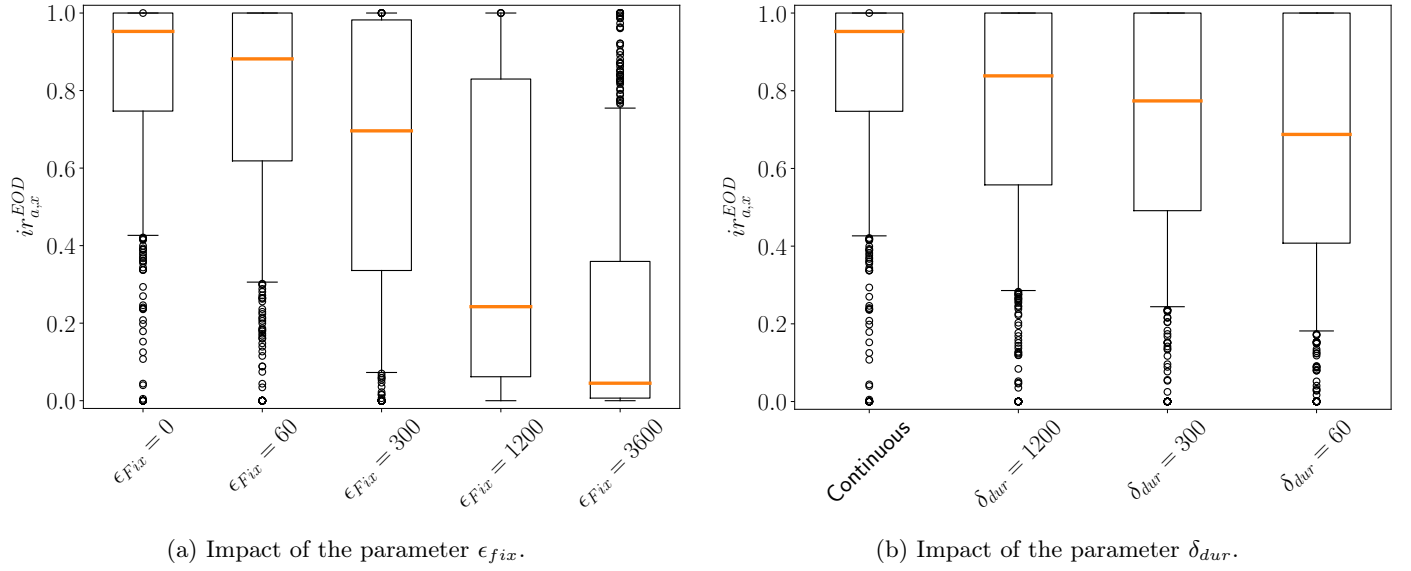 1.0
0.8
0.6
0.4
0.2
0.0
ir_{a,x}^{EOD}
ϵ_{Fix} = 0
ϵ_{Fix} = 60
ϵ_{Fix} = 300
ϵ_{Fix} = 1200
ϵ_{Fix} = 3600
(a) Impact of the parameter ϵ_{fix}.
1.0
0.8
0.6
0.4
0.2
0.0
ir_{a,x}^{EOD}
Continuous
δ_{dur} = 1200
δ_{dur} = 300
δ_{dur} = 60
(b) Impact of the parameter δ_{dur}.